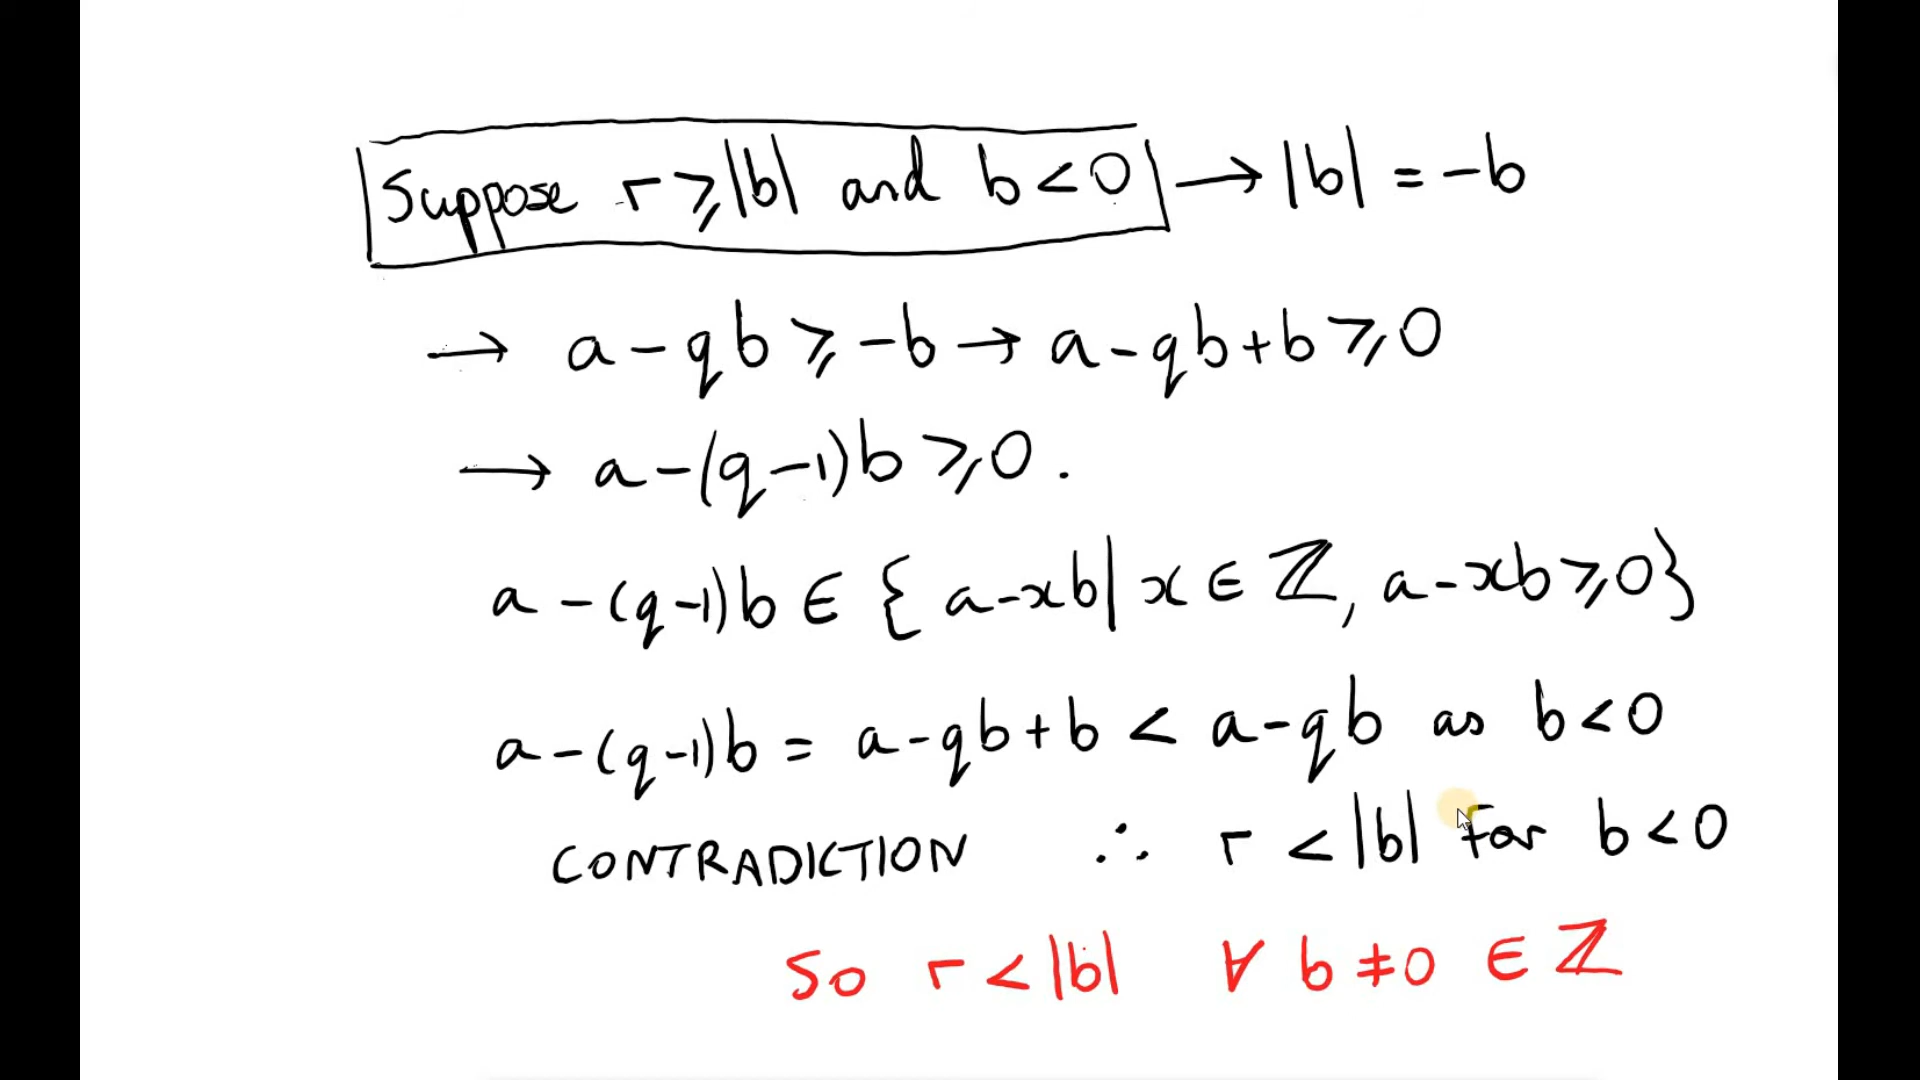 Suppose r ⩾ |b| and b < 0 → |b| = -b
→ a - qb ⩾ -b → a - qb + b ⩾ 0
→ a - (q-1)b ⩾ 0.
a - (q-1)b ∈ { a - xb | x ∈ ℤ, a - xb ⩾ 0}
a - (q-1)b = a - qb + b < a - qb as b < 0
CONTRADICTION ∴ r < |b| for b < 0
So r < |b| ∀ b ≠ 0 ∈ ℤ